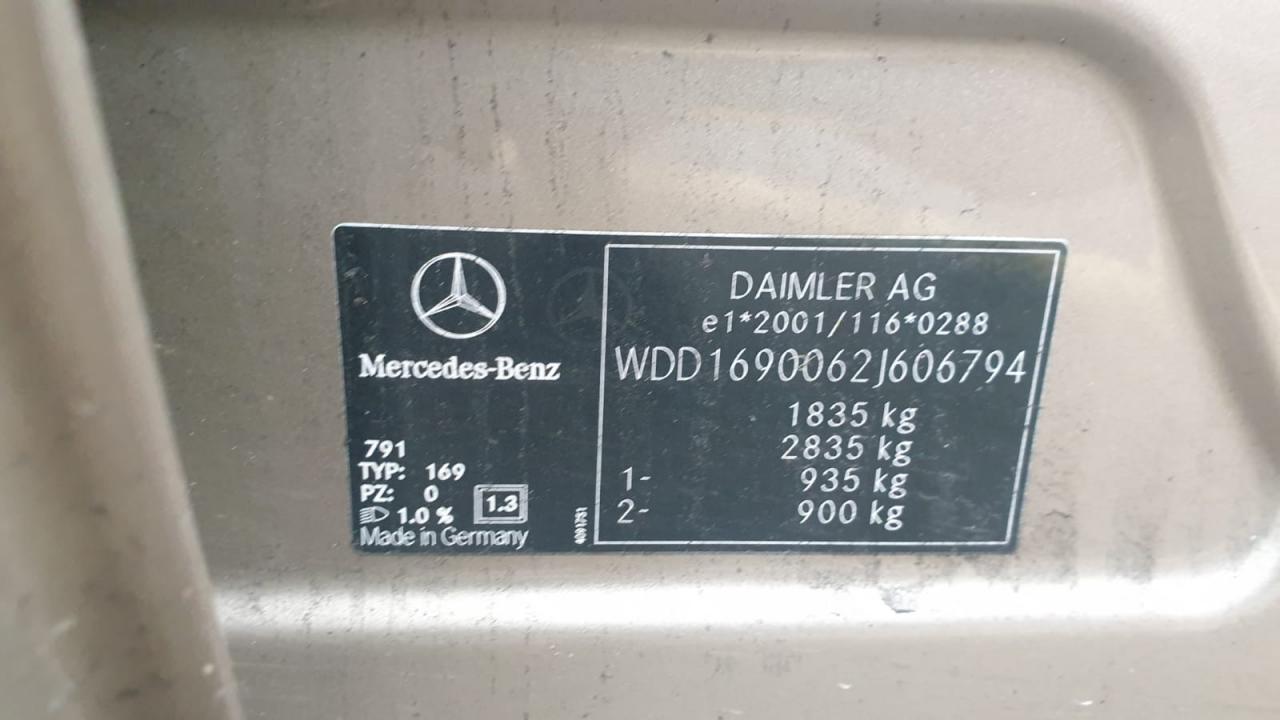 Mercedes-Benz
791
TYP: 169
PZ: 0
1.0 %
1.3
Made in Germany
DAIMLER AG
e1*2001/116*0288
WDD1690062J606794
1835 kg
2835 kg
1- 935 kg
2- 900 kg